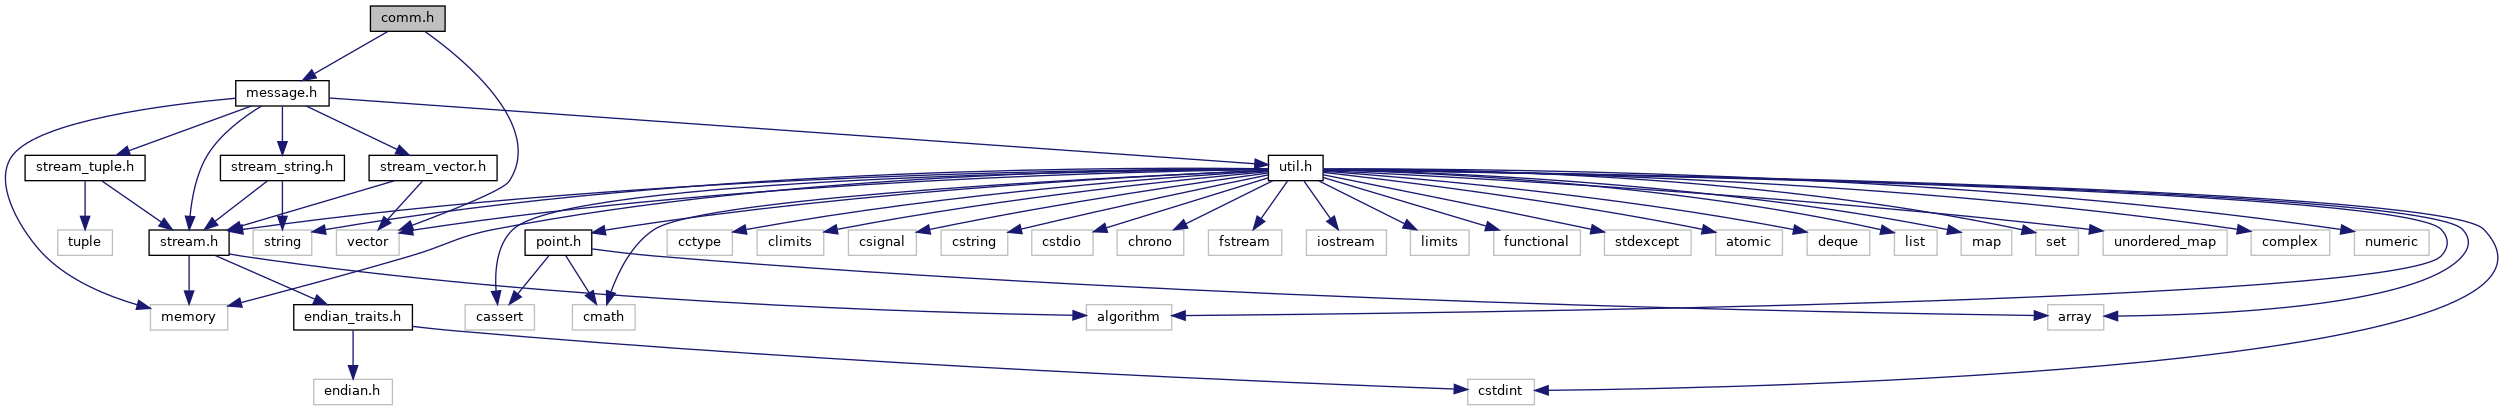 comm.h
message.h
stream_tuple.h
stream_string.h
stream_vector.h
util.h
tuple
stream.h
string
vector
point.h
cctype
climits
csignal
cstring
cstdio
chrono
fstream
iostream
limits
functional
stdexcept
atomic
deque
list
map
set
unordered_map
complex
numeric
memory
endian_traits.h
cassert
cmath
algorithm
array
endian.h
cstdint